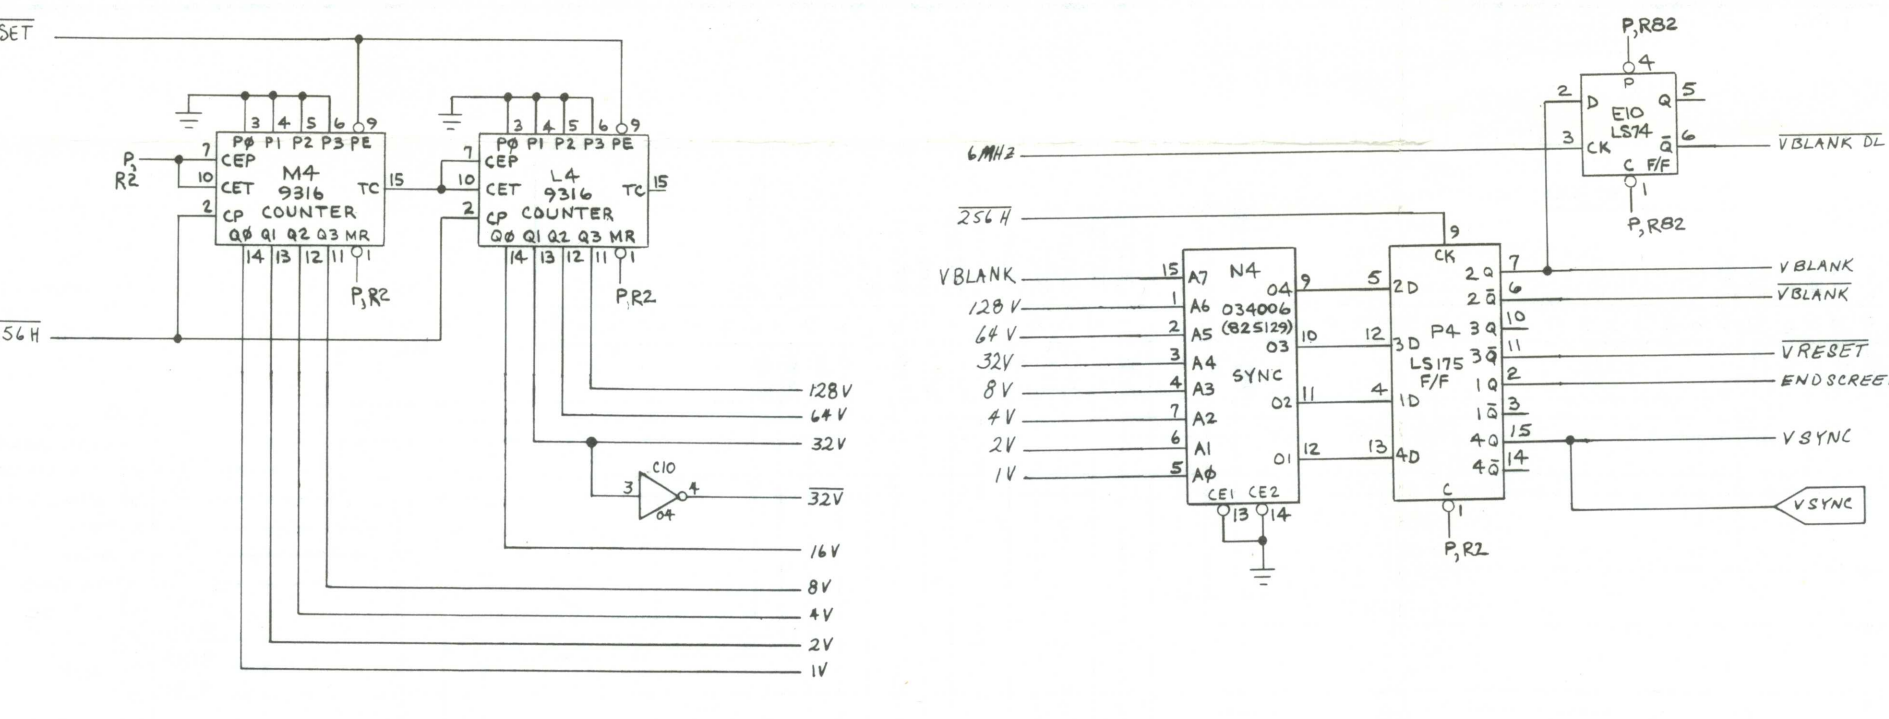 SET
3 4 5 6 9
PØ P1 P2 P3 PE
7 CEP
P,
R2
10 CET
M4
9316
COUNTER
TC 15
2 CP
QØ Q1 Q2 Q3 MR
14 13 12 11 1
P,R2
3 4 5 6 9
PØ P1 P2 P3 PE
7 CEP
10 CET
L4
9316
COUNTER
TC 15
2 CP
QØ Q1 Q2 Q3 MR
14 13 12 11 1
P,R2
56H
128V
64V
32V
C10
3 4
04
32V
16V
8V
4V
2V
1V
P,R82
4
P
2 D Q 5
E10
LS74
6MHZ 3 CK Q 6 VBLANK DL
C F/F
1
P,R82
256H
9
CK
VBLANK 15 A7
128V 1 A6
64V 2 A5
32V 3 A4
8V 4 A3
4V 7 A2
2V 6 A1
1V 5 AØ
N4
034006
(825129)
SYNC
O4 9
O3 10
O2 11
O1 12
CE1 CE2
13 14
5 2D
12 3D
4 1D
13 4D
P4
LS175
F/F
2Q 7 VBLANK
2Q 6 VBLANK
3Q 10
3Q 11 VRESET
1Q 2 ENDSCREE
1Q 3
4Q 15 VSYNC
4Q 14
C
1
P,R2
VSYNC